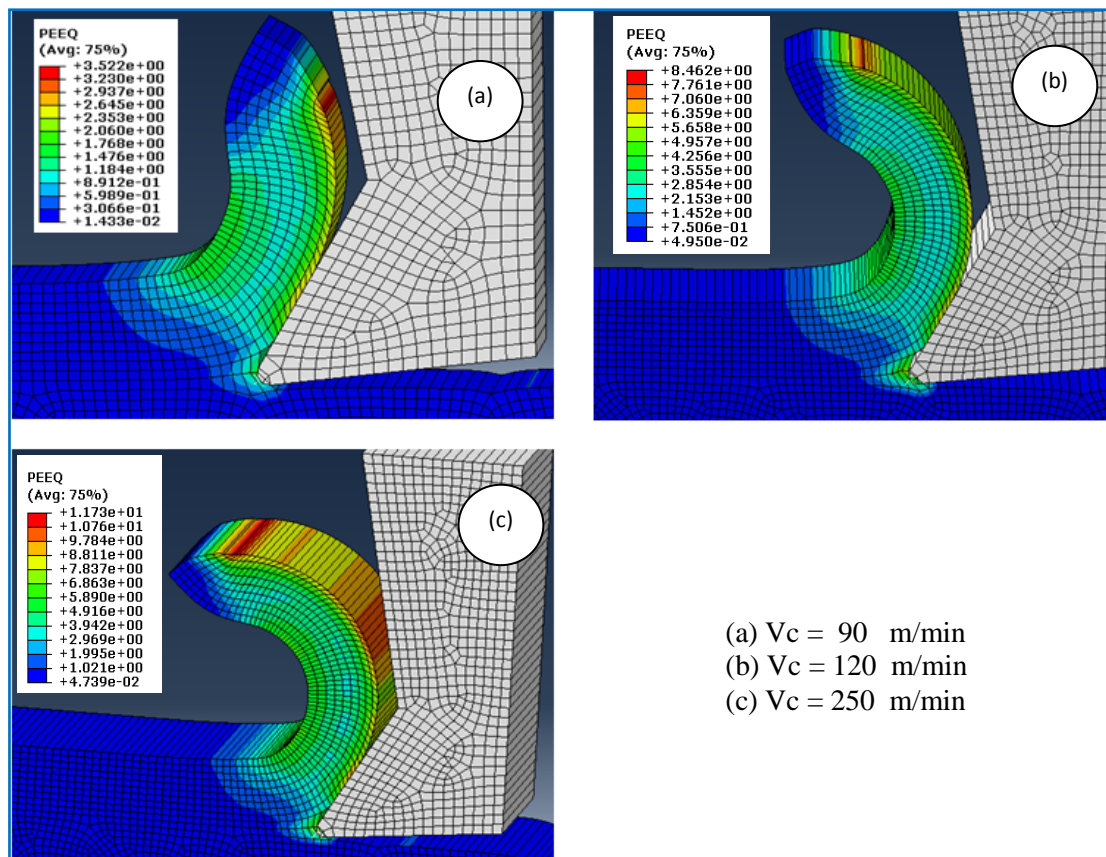 PEEQ
(Avg: 75%)
+3.522e+00
+3.230e+00
+2.937e+00
+2.645e+00
+2.353e+00
+2.060e+00
+1.768e+00
+1.476e+00
+1.184e+00
+8.912e-01
+5.989e-01
+3.066e-01
+1.433e-02
(a)
PEEQ
(Avg: 75%)
+8.462e+00
+7.761e+00
+7.060e+00
+6.359e+00
+5.658e+00
+4.957e+00
+4.256e+00
+3.555e+00
+2.854e+00
+2.153e+00
+1.452e+00
+7.506e-01
+4.950e-02
(b)
PEEQ
(Avg: 75%)
+1.173e+01
+1.076e+01
+9.784e+00
+8.811e+00
+7.837e+00
+6.863e+00
+5.890e+00
+4.916e+00
+3.942e+00
+2.969e+00
+1.995e+00
+1.021e+00
+4.739e-02
(c)
(a) Vc = 90 m/min
(b) Vc = 120 m/min
(c) Vc = 250 m/min